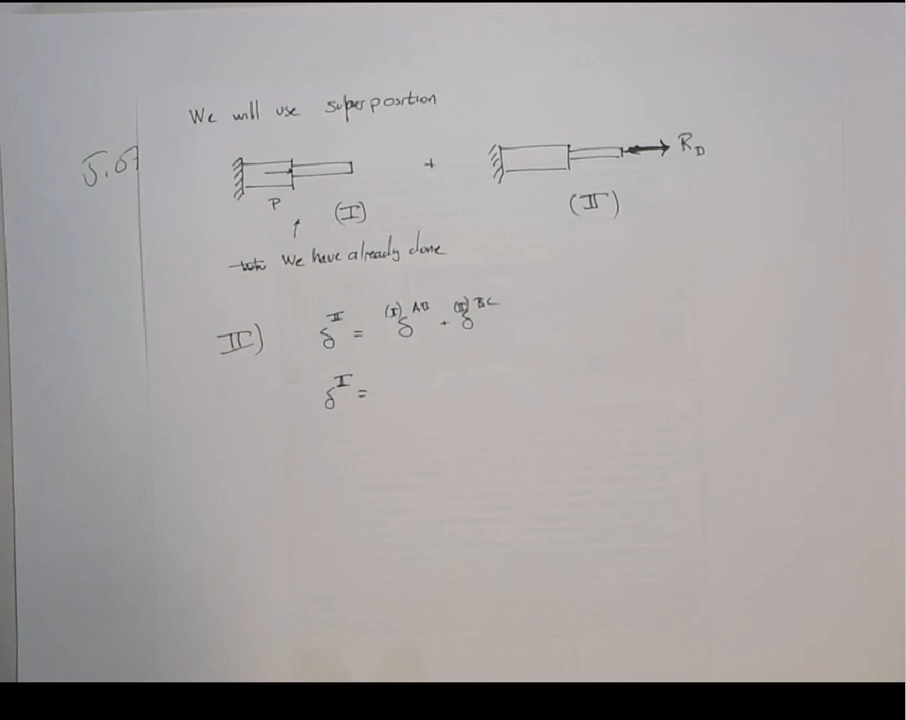 We will use superposition
5.67
+ R_D
P (I) (II)
We have already done
II) δ^II = ^(I)δ^AB + ^(II)δ^BC
δ^I =